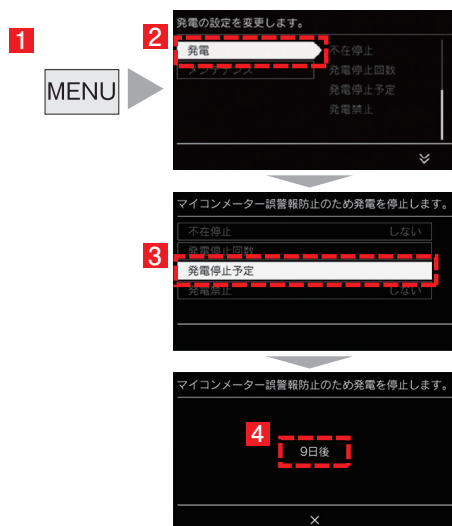 1
MENU
2
発電の設定を変更します。
発電
メンテナンス
不在停止
発電停止回数
発電停止予定
発電禁止
マイコンメーター誤警報防止のため発電を停止します。
不在停止 しない
発電停止回数
3
発電停止予定
発電禁止 しない
マイコンメーター誤警報防止のため発電を停止します。
4
9日後
×